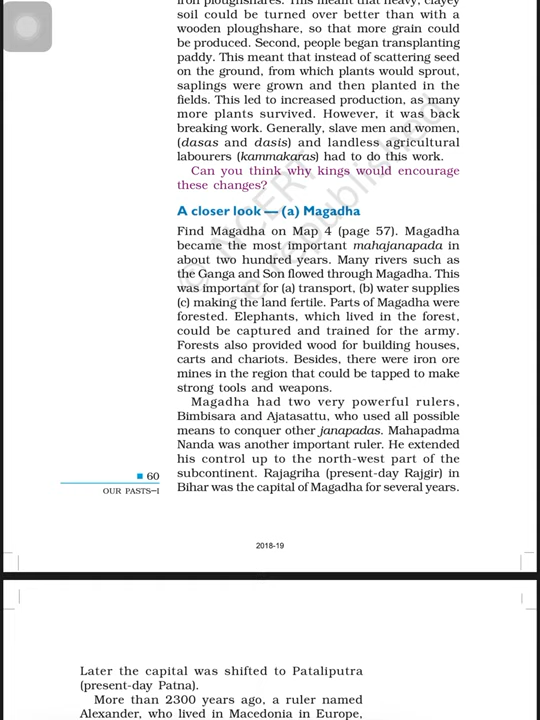 iron ploughshares. This meant that heavy, clayey
soil could be turned over better than with a
wooden ploughshare, so that more grain could
be produced. Second, people began transplanting
paddy. This meant that instead of scattering seed
on the ground, from which plants would sprout,
saplings were grown and then planted in the
fields. This led to increased production, as many
more plants survived. However, it was back
breaking work. Generally, slave men and women,
(dasas and dasis) and landless agricultural
labourers (kammakaras) had to do this work.
Can you think why kings would encourage
these changes?
A closer look — (a) Magadha
Find Magadha on Map 4 (page 57). Magadha
became the most important mahajanapada in
about two hundred years. Many rivers such as
the Ganga and Son flowed through Magadha. This
was important for (a) transport, (b) water supplies
(c) making the land fertile. Parts of Magadha were
forested. Elephants, which lived in the forest,
could be captured and trained for the army.
Forests also provided wood for building houses,
carts and chariots. Besides, there were iron ore
mines in the region that could be tapped to make
strong tools and weapons.
Magadha had two very powerful rulers,
Bimbisara and Ajatasattu, who used all possible
means to conquer other janapadas. Mahapadma
Nanda was another important ruler. He extended
his control up to the north-west part of the
subcontinent. Rajagriha (present-day Rajgir) in
Bihar was the capital of Magadha for several years.
60
OUR PASTS–I
2018-19
Later the capital was shifted to Pataliputra
(present-day Patna).
More than 2300 years ago, a ruler named
Alexander, who lived in Macedonia in Europe,